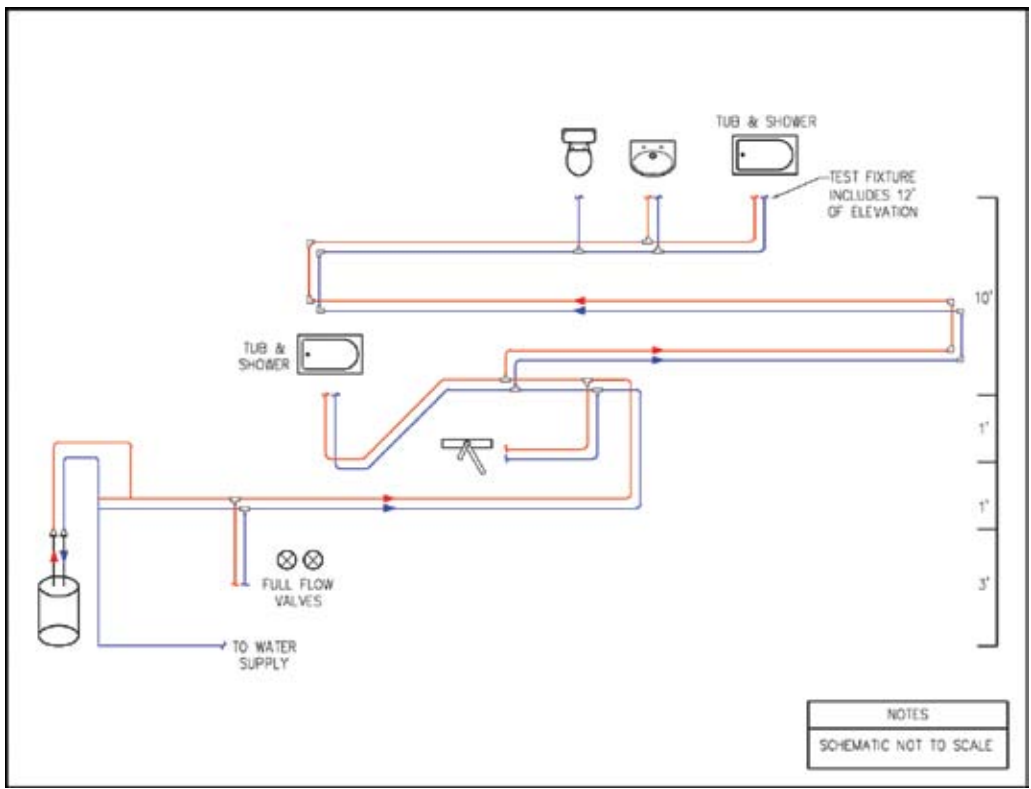 TUB & SHOWER
TEST FIXTURE
INCLUDES 12"
OF ELEVATION
10'
TUB &
SHOWER
1'
1'
FULL FLOW
VALVES
3'
TO WATER
SUPPLY
NOTES
SCHEMATIC NOT TO SCALE